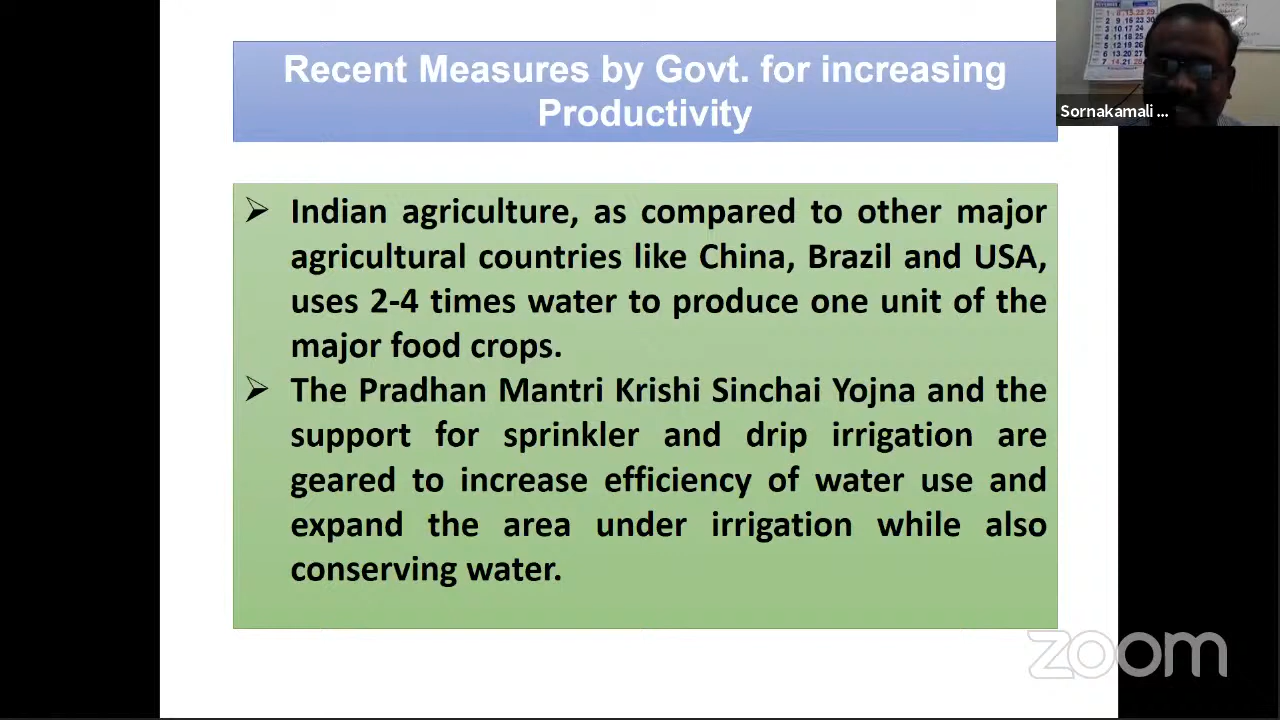 Recent Measures by Govt. for increasing
Productivity
Sornakamali ...
➢ Indian agriculture, as compared to other major
agricultural countries like China, Brazil and USA,
uses 2-4 times water to produce one unit of the
major food crops.
➢ The Pradhan Mantri Krishi Sinchai Yojna and the
support for sprinkler and drip irrigation are
geared to increase efficiency of water use and
expand the area under irrigation while also
conserving water.
zoom